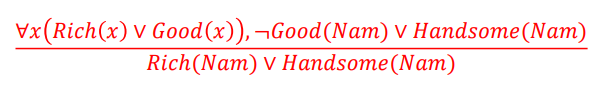 ∀x(Rich(x) ∨ Good(x)), ¬Good(Nam) ∨ Handsome(Nam)
Rich(Nam) ∨ Handsome(Nam)